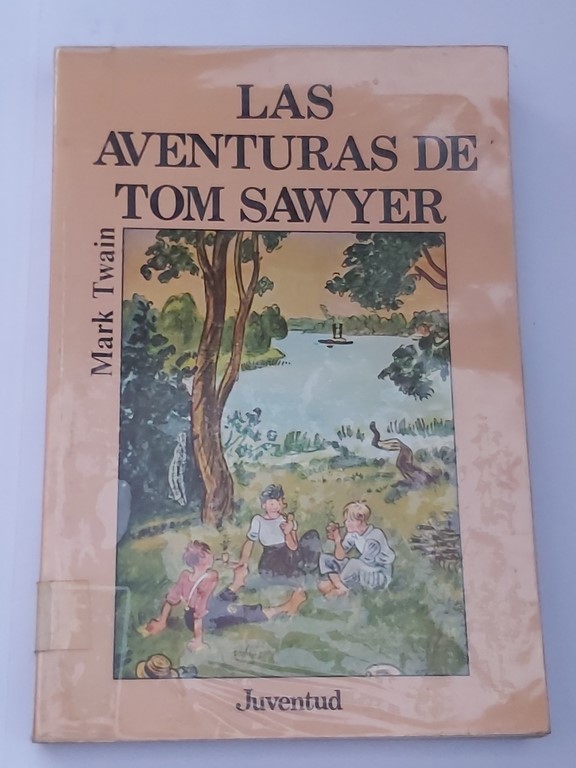 LAS
AVENTURAS DE
TOM SAWYER
Mark Twain
Juventud